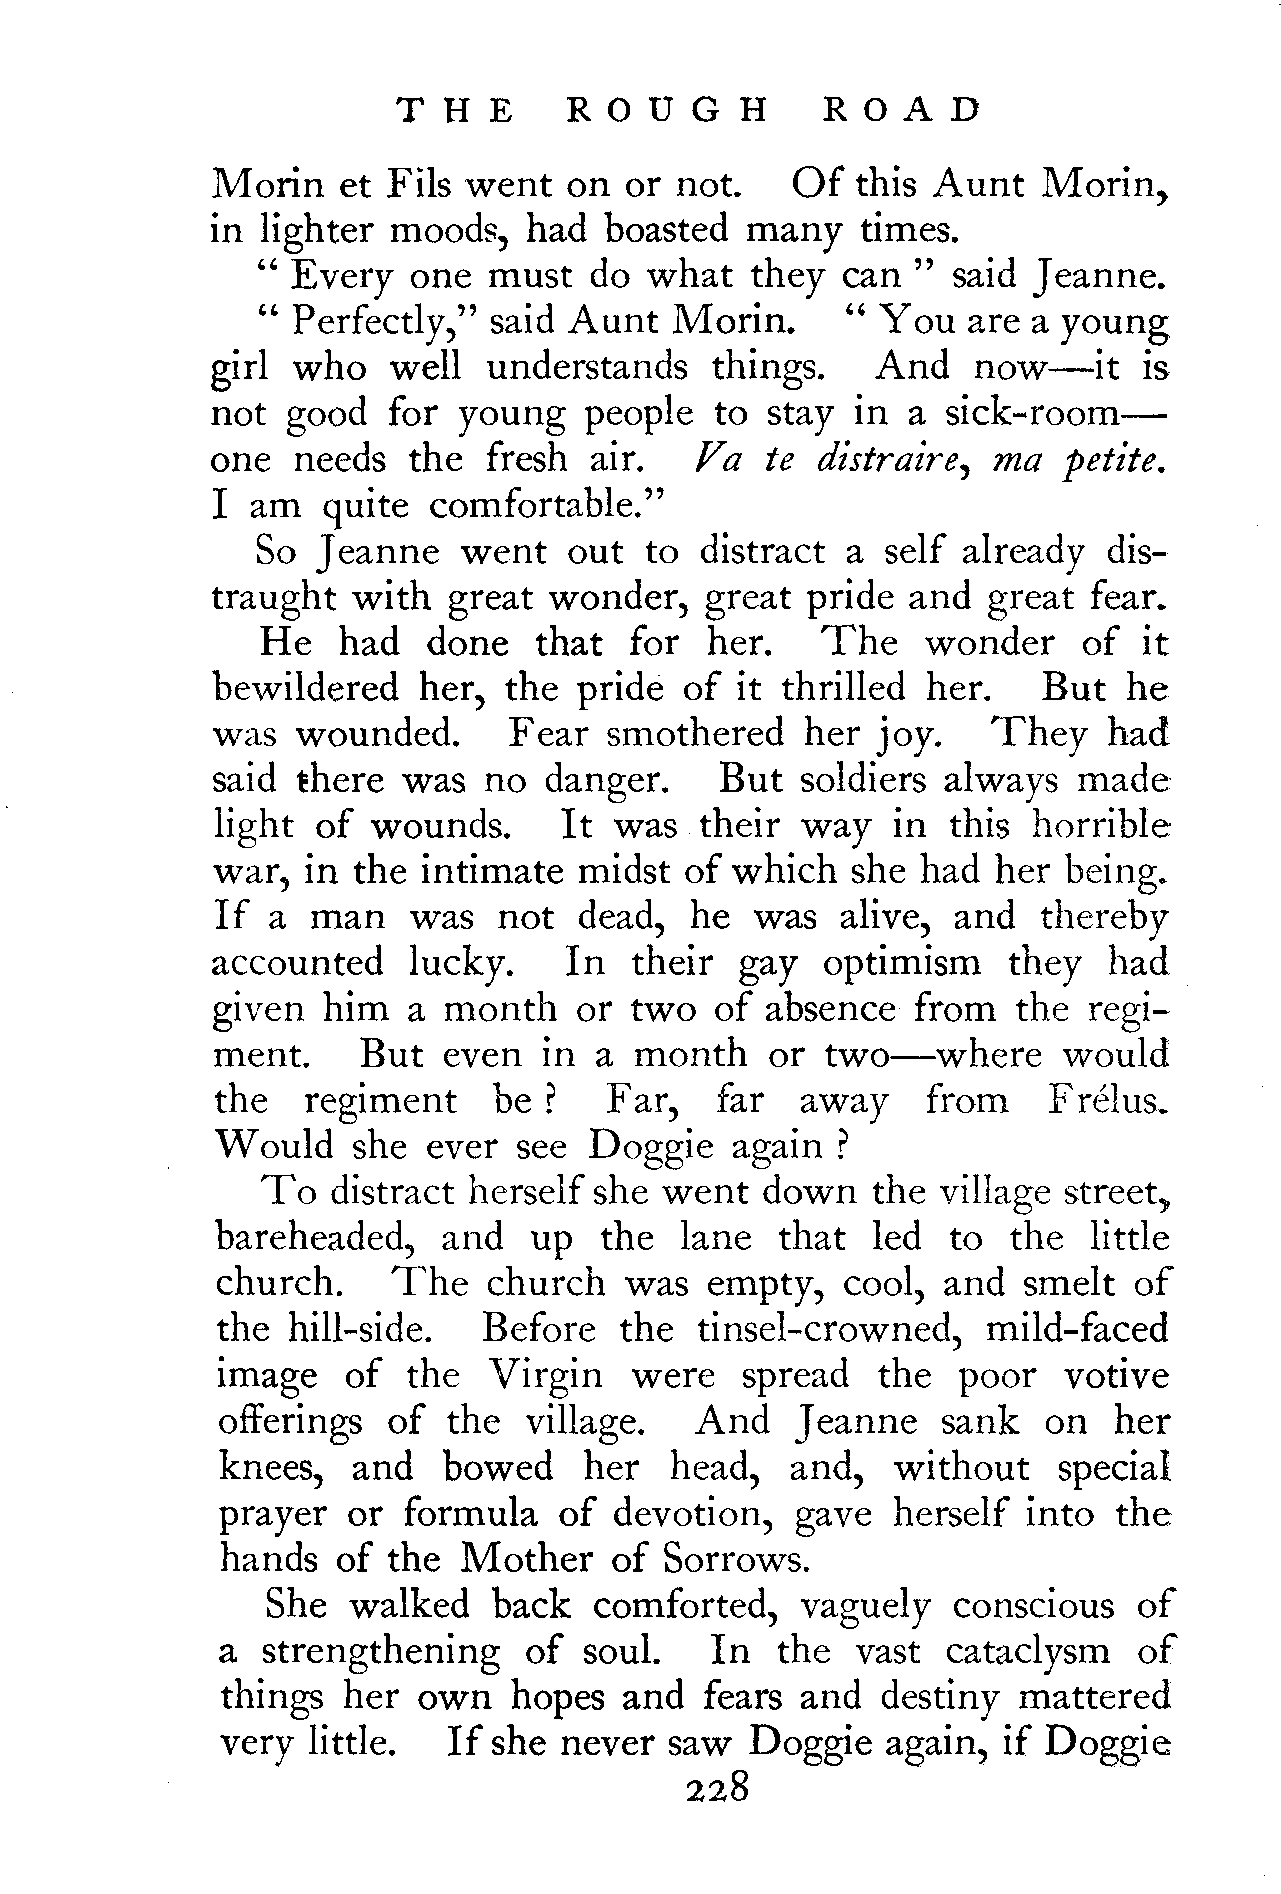 THE ROUGH ROAD
Morin et Fils went on or not. Of this Aunt Morin,
in lighter moods, had boasted many times.
“ Every one must do what they can ” said Jeanne.
“ Perfectly,” said Aunt Morin. “ You are a young
girl who well understands things. And now—it is
not good for young people to stay in a sick-room—
one needs the fresh air. Va te distraire, ma petite.
I am quite comfortable.”
So Jeanne went out to distract a self already dis-
traught with great wonder, great pride and great fear.
He had done that for her. The wonder of it
bewildered her, the pride of it thrilled her. But he
was wounded. Fear smothered her joy. They had
said there was no danger. But soldiers always made
light of wounds. It was their way in this horrible
war, in the intimate midst of which she had her being.
If a man was not dead, he was alive, and thereby
accounted lucky. In their gay optimism they had
given him a month or two of absence from the regi-
ment. But even in a month or two—where would
the regiment be ? Far, far away from Frélus.
Would she ever see Doggie again ?
To distract herself she went down the village street,
bareheaded, and up the lane that led to the little
church. The church was empty, cool, and smelt of
the hill-side. Before the tinsel-crowned, mild-faced
image of the Virgin were spread the poor votive
offerings of the village. And Jeanne sank on her
knees, and bowed her head, and, without special
prayer or formula of devotion, gave herself into the
hands of the Mother of Sorrows.
She walked back comforted, vaguely conscious of
a strengthening of soul. In the vast cataclysm of
things her own hopes and fears and destiny mattered
very little. If she never saw Doggie again, if Doggie
228